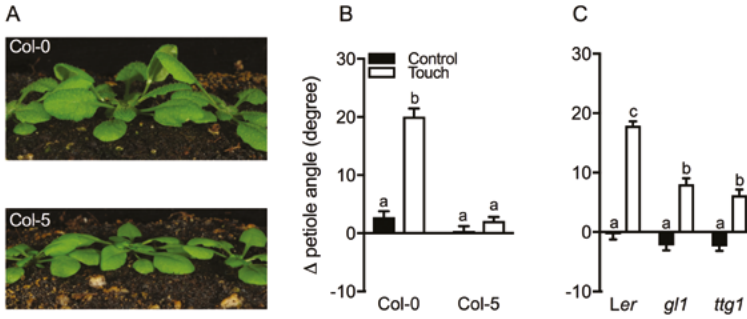 A
Col-0
Col-5
B
Control
Touch
Δ petiole angle (degree)
30
20
10
0
-10
a
b
a
a
Col-0
Col-5
C
30
20
10
0
-10
a
c
a
b
a
b
Ler
gl1
ttg1